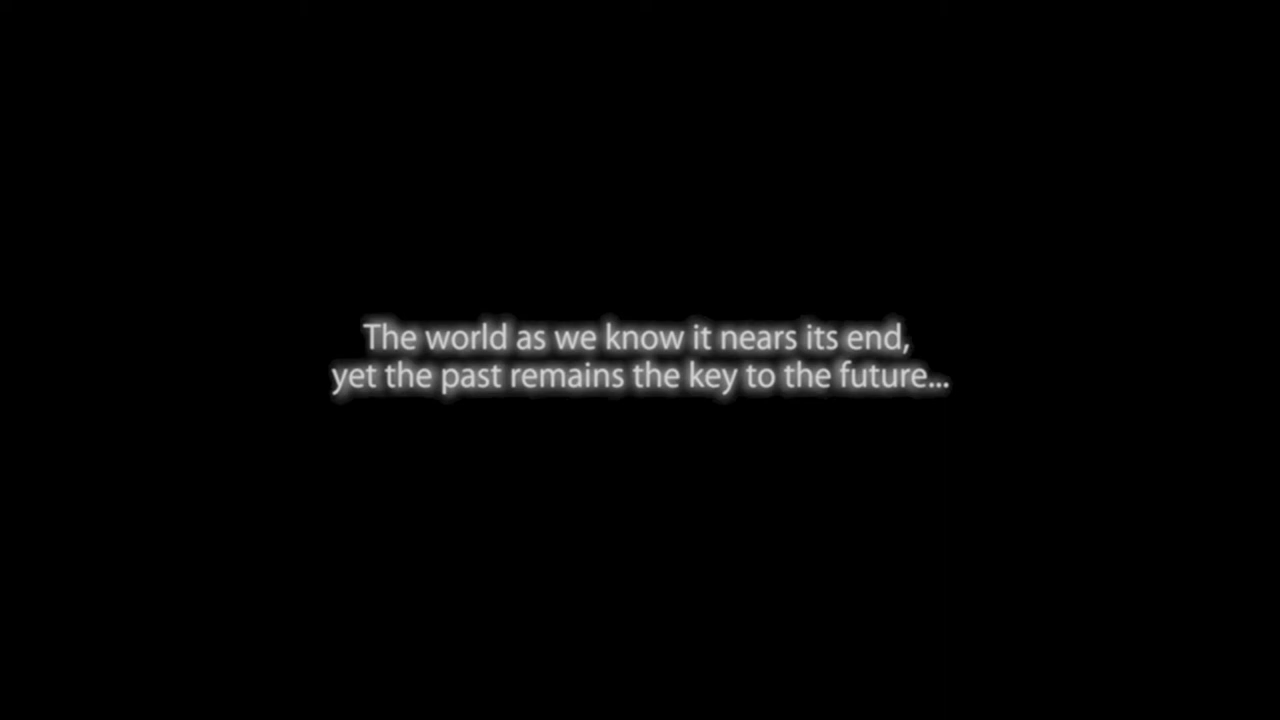 The world as we know it nears its end,
yet the past remains the key to the future...